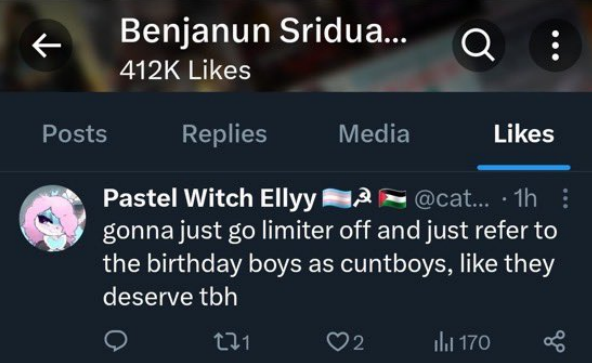 Benjanun Sridua...
412K Likes
Posts Replies Media Likes
Pastel Witch Ellyy 🏳️‍⚧️☭🇵🇸 @cat... · 1h
gonna just go limiter off and just refer to
the birthday boys as cuntboys, like they
deserve tbh
1 2 170